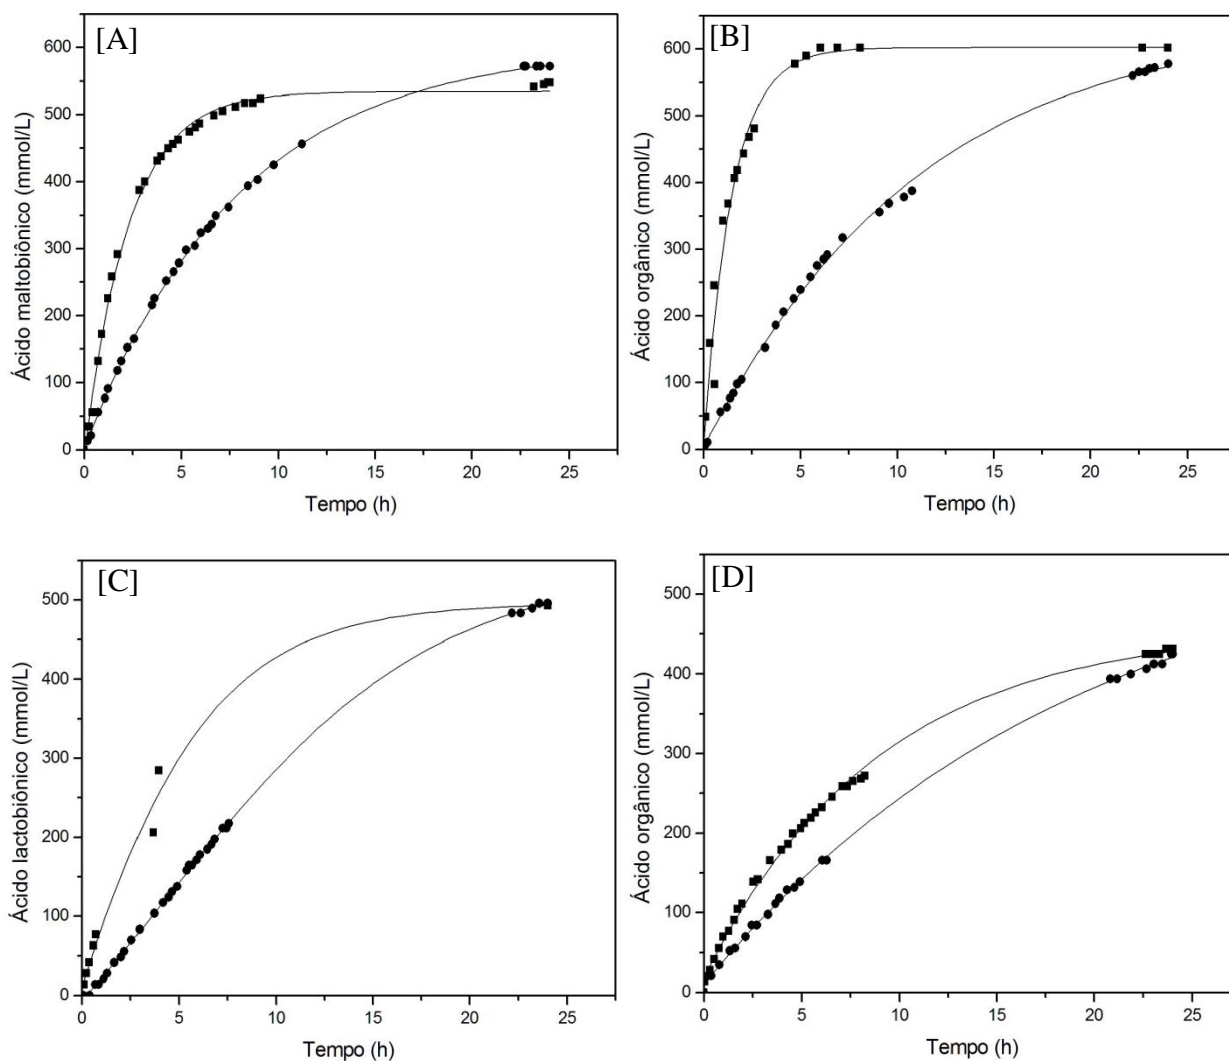 [A]
Ácido maltobiônico (mmol/L)
600
500
400
300
200
100
0
0 5 10 15 20 25
Tempo (h)
[B]
Ácido orgânico (mmol/L)
600
500
400
300
200
100
0
0 5 10 15 20 25
Tempo (h)
[C]
Ácido lactobiônico (mmol/L)
500
400
300
200
100
0
0 5 10 15 20 25
Tempo (h)
[D]
Ácido orgânico (mmol/L)
500
400
300
200
100
0
0 5 10 15 20 25
Tempo (h)